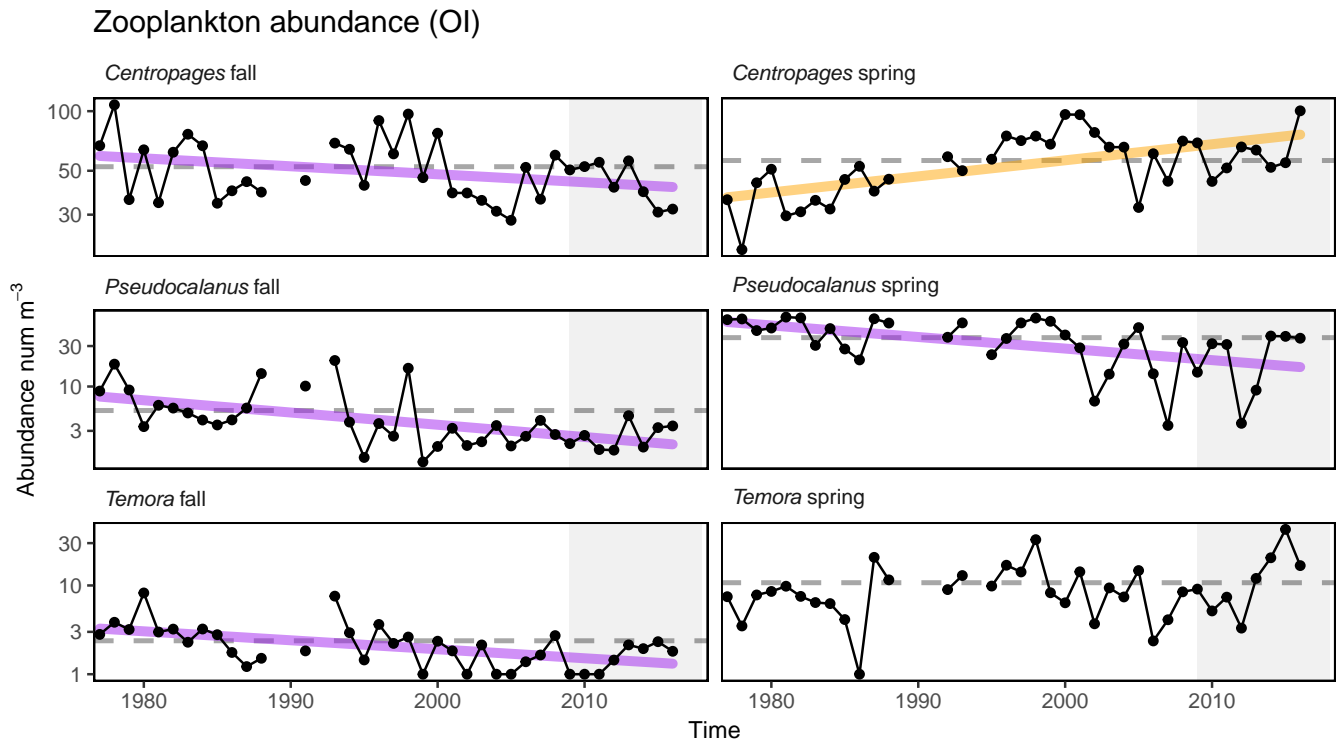 Zooplankton abundance (OI)
Centropages fall
Centropages spring
100
50
30
Pseudocalanus fall
Pseudocalanus spring
30
10
3
Temora fall
Temora spring
30
10
3
1
1980
1990
2000
2010
1980
1990
2000
2010
Time
Abundance num m⁻³